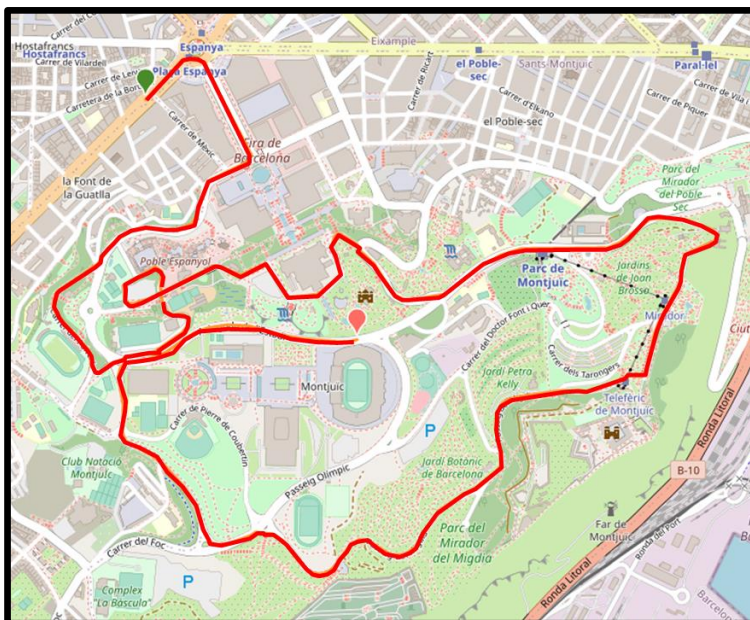 Hostafrancs
Hostafrancs
Carrer de Vilardell
Espanya
Plaça Espanya
Eixample
el Poble-
sec
Sants-Montjuïc
Paral·lel
Carrer de Ricart
Carrer de Mèxic
Carrer d'Elkano
Carrer de Piquer
el Poble-sec
Fira de
Barcelona
la Font de
la Guatlla
Parc del
Mirador
del Poble
Sec
Poble Espanyol
Parc de
Montjuïc
Jardins
de Joan
Brossa
Mirador
Carrer del Doctor Font i Quer
Carrer dels Tarongers
Jardí Petra
Kelly
Telefèric
de Montjuïc
Montjuïc
Carrer de Pierre de Coubertin
P
Club Natació
Montjuïc
Passeig Olímpic
Jardí Botànic
de Barcelona
Ronda Litoral
B-10
Parc del
Mirador
del Migdia
Far de
Montjuïc
Carrer del Foc
P
Complex
"La Bàscula"
Ronda Litoral
Ronda del Port